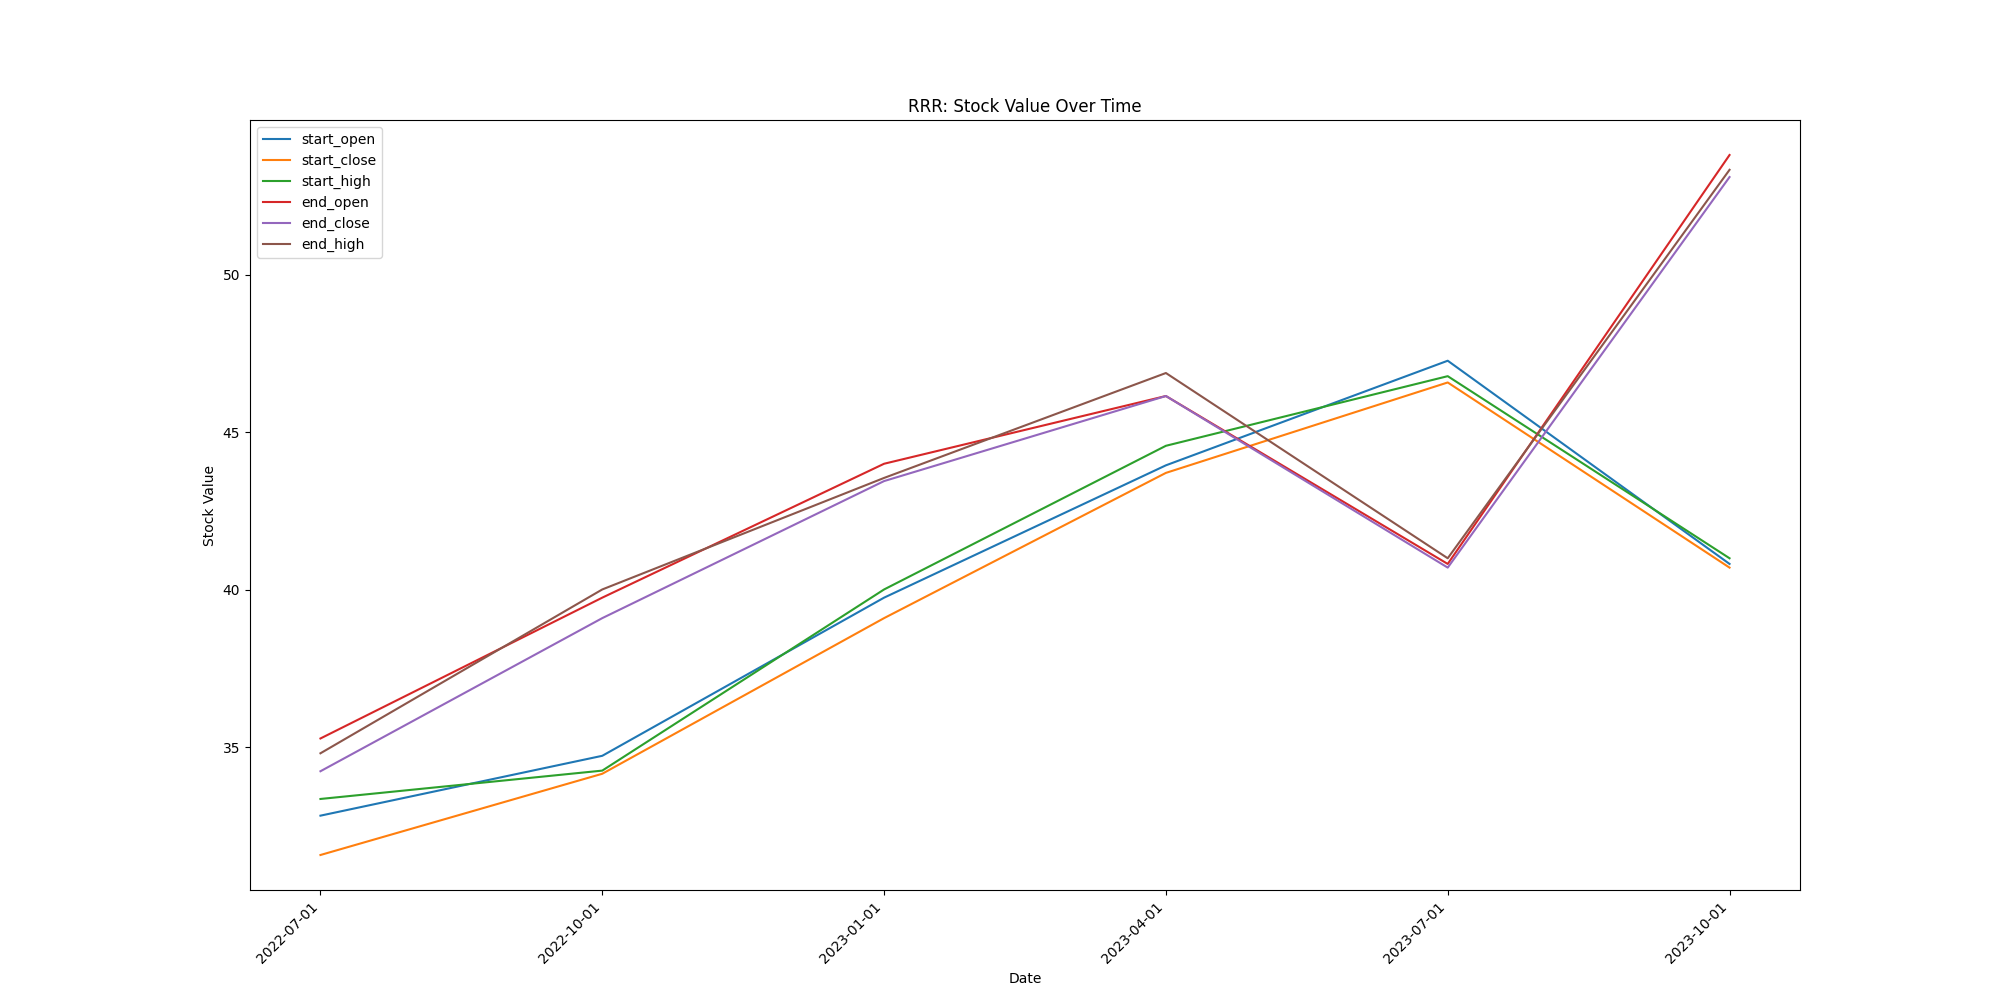 RRR: Stock Value Over Time
start_open
start_close
start_high
end_open
end_close
end_high
50
45
40
35
Stock Value
2022-07-01
2022-10-01
2023-01-01
2023-04-01
2023-07-01
2023-10-01
Date